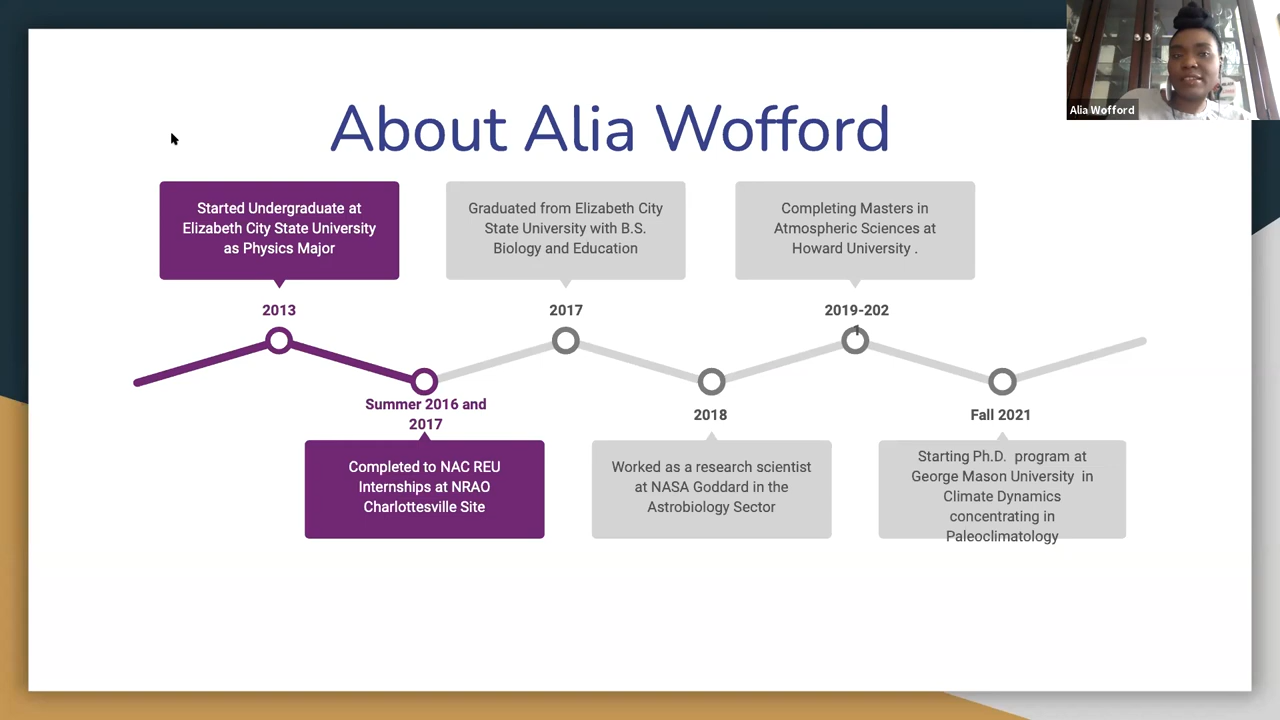 About Alia Wofford
Alia Wofford
Started Undergraduate at
Elizabeth City State University
as Physics Major
2013
Summer 2016 and
2017
Completed to NAC REU
Internships at NRAO
Charlottesville Site
Graduated from Elizabeth City
State University with B.S.
Biology and Education
2017
2018
Worked as a research scientist
at NASA Goddard in the
Astrobiology Sector
Completing Masters in
Atmospheric Sciences at
Howard University .
2019-202
1
Fall 2021
Starting Ph.D. program at
George Mason University in
Climate Dynamics
concentrating in
Paleoclimatology